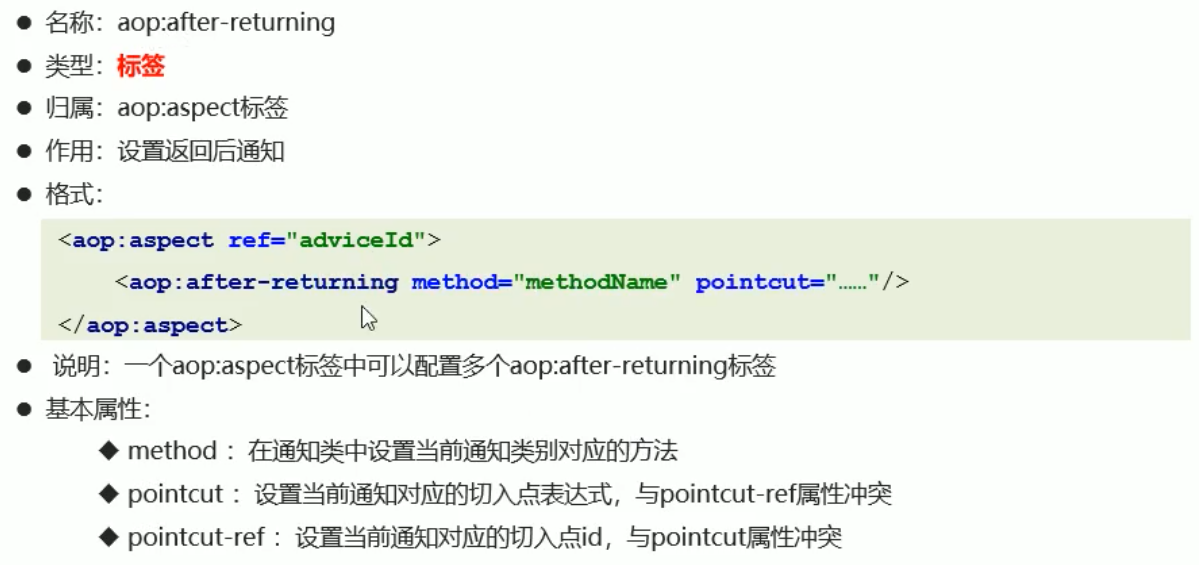 ● 名称：aop:after-returning
● 类型：标签
● 归属：aop:aspect标签
● 作用：设置返回后通知
● 格式：
<aop:aspect ref="adviceId">
<aop:after-returning method="methodName" pointcut="……"/>
</aop:aspect>
● 说明：一个aop:aspect标签中可以配置多个aop:after-returning标签
● 基本属性：
◆ method ：在通知类中设置当前通知类别对应的方法
◆ pointcut ：设置当前通知对应的切入点表达式，与pointcut-ref属性冲突
◆ pointcut-ref ：设置当前通知对应的切入点id，与pointcut属性冲突